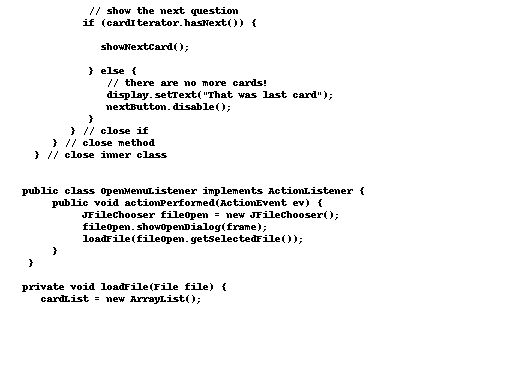 // show the next question
if (cardIterator.hasNext()) {
showNextCard();
} else {
// there are no more cards!
display.setText("That was last card");
nextButton.disable();
}
} // close if
} // close method
} // close inner class
public class OpenMenuListener implements ActionListener {
public void actionPerformed(ActionEvent ev) {
JFileChooser fileOpen = new JFileChooser();
fileOpen.showOpenDialog(frame);
loadFile(fileOpen.getSelectedFile());
}
}
private void loadFile(File file) {
cardList = new ArrayList();